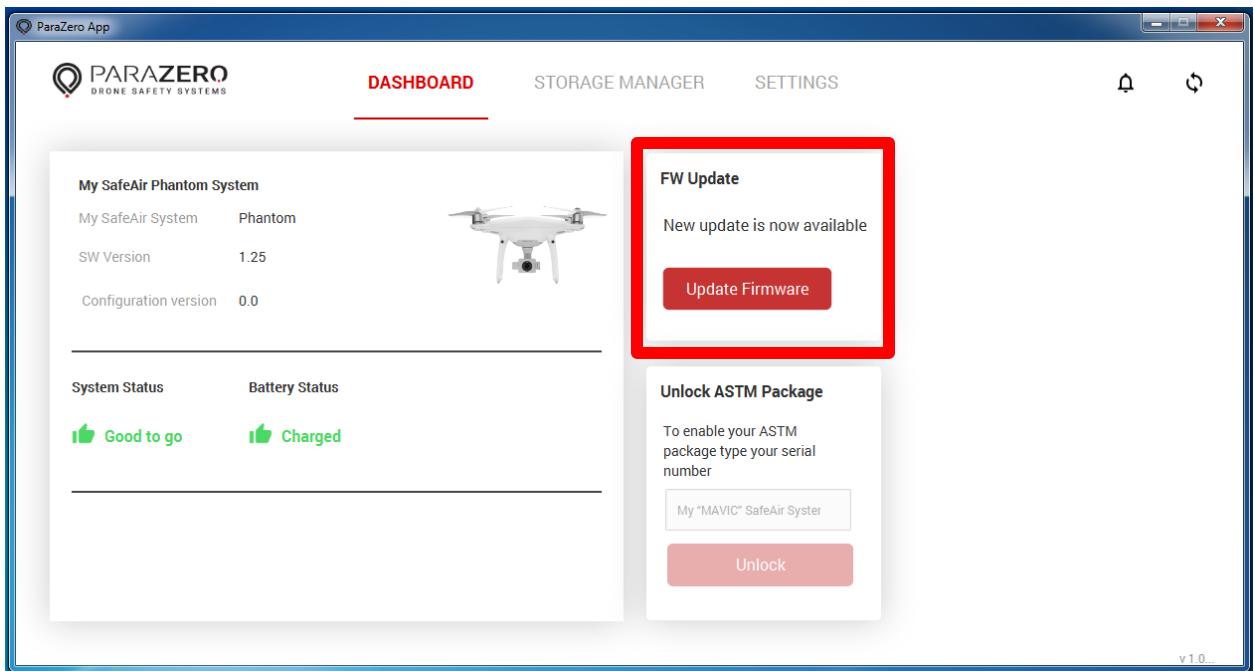 ParaZero App
PARAZERO
DRONE SAFETY SYSTEMS
DASHBOARD STORAGE MANAGER SETTINGS
My SafeAir Phantom System
My SafeAir System Phantom
SW Version 1.25
Configuration version 0.0
System Status Battery Status
Good to go Charged
FW Update
New update is now available
Update Firmware
Unlock ASTM Package
To enable your ASTM
package type your serial
number
My "MAVIC" SafeAir Syster
Unlock
v 1.0...